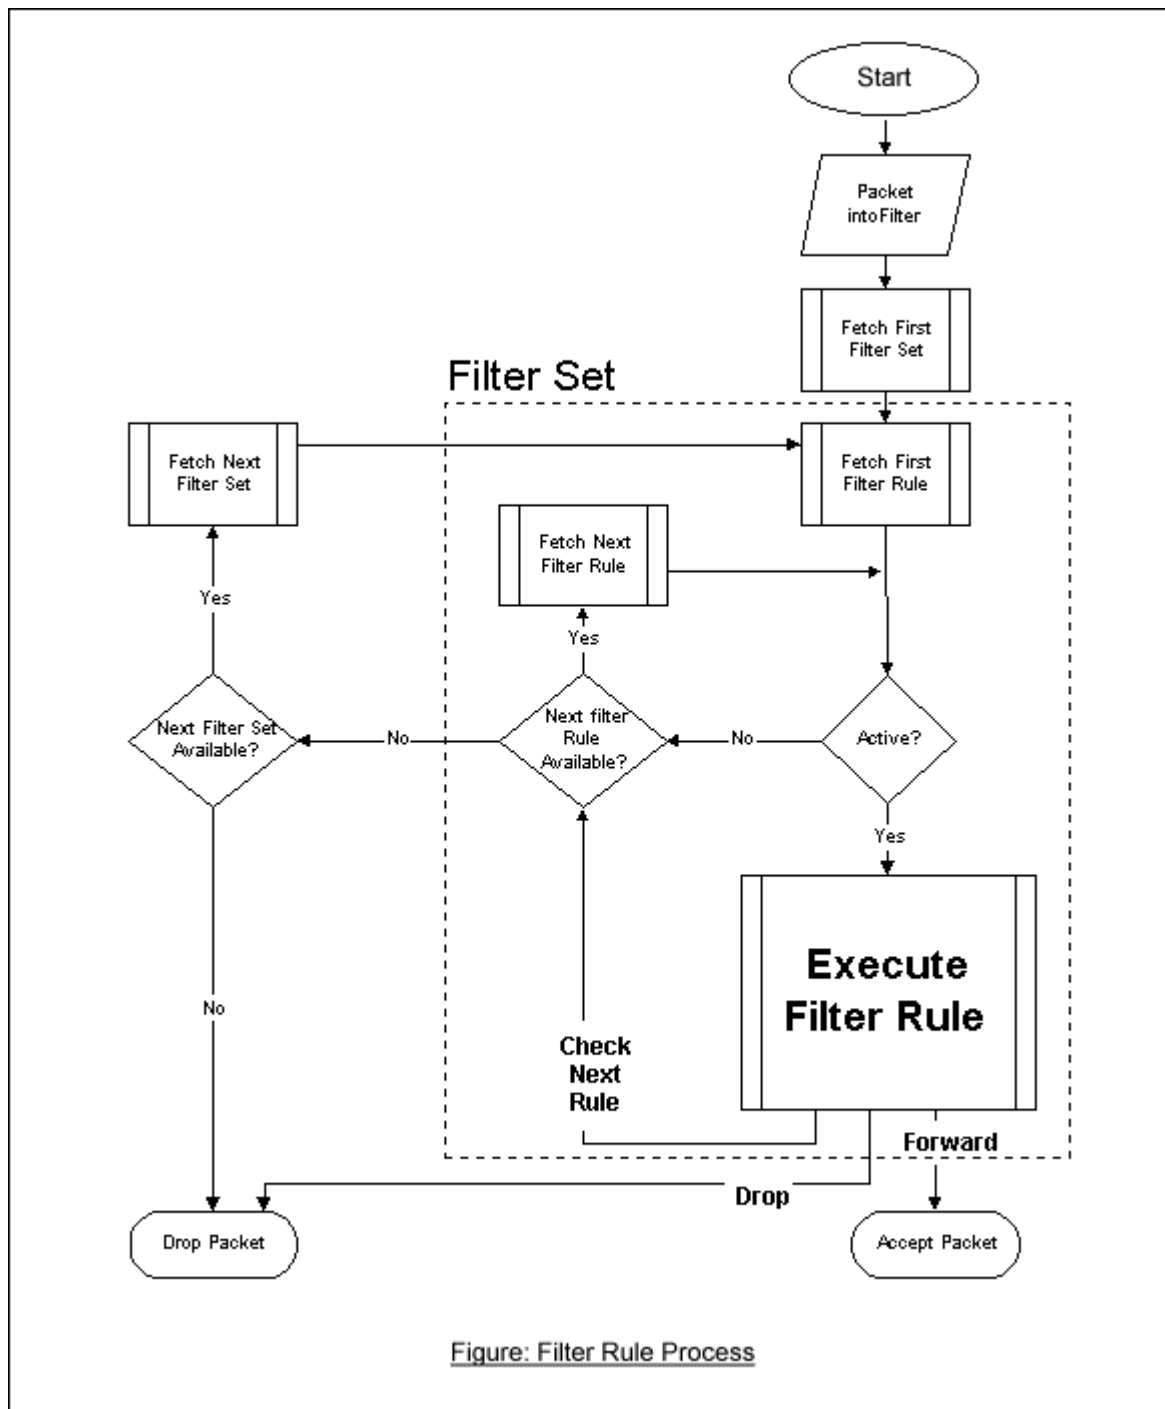 Start
Packet
into Filter
Fetch First
Filter Set
Filter Set
Fetch Next
Filter Set
Fetch First
Filter Rule
Fetch Next
Filter Rule
Yes
Yes
Next Filter Set
Available?
No
Next filter
Rule
Available?
No
Active?
Yes
Execute
Filter Rule
No
Check
Next
Rule
Forward
Drop
Drop Packet
Accept Packet
Figure: Filter Rule Process